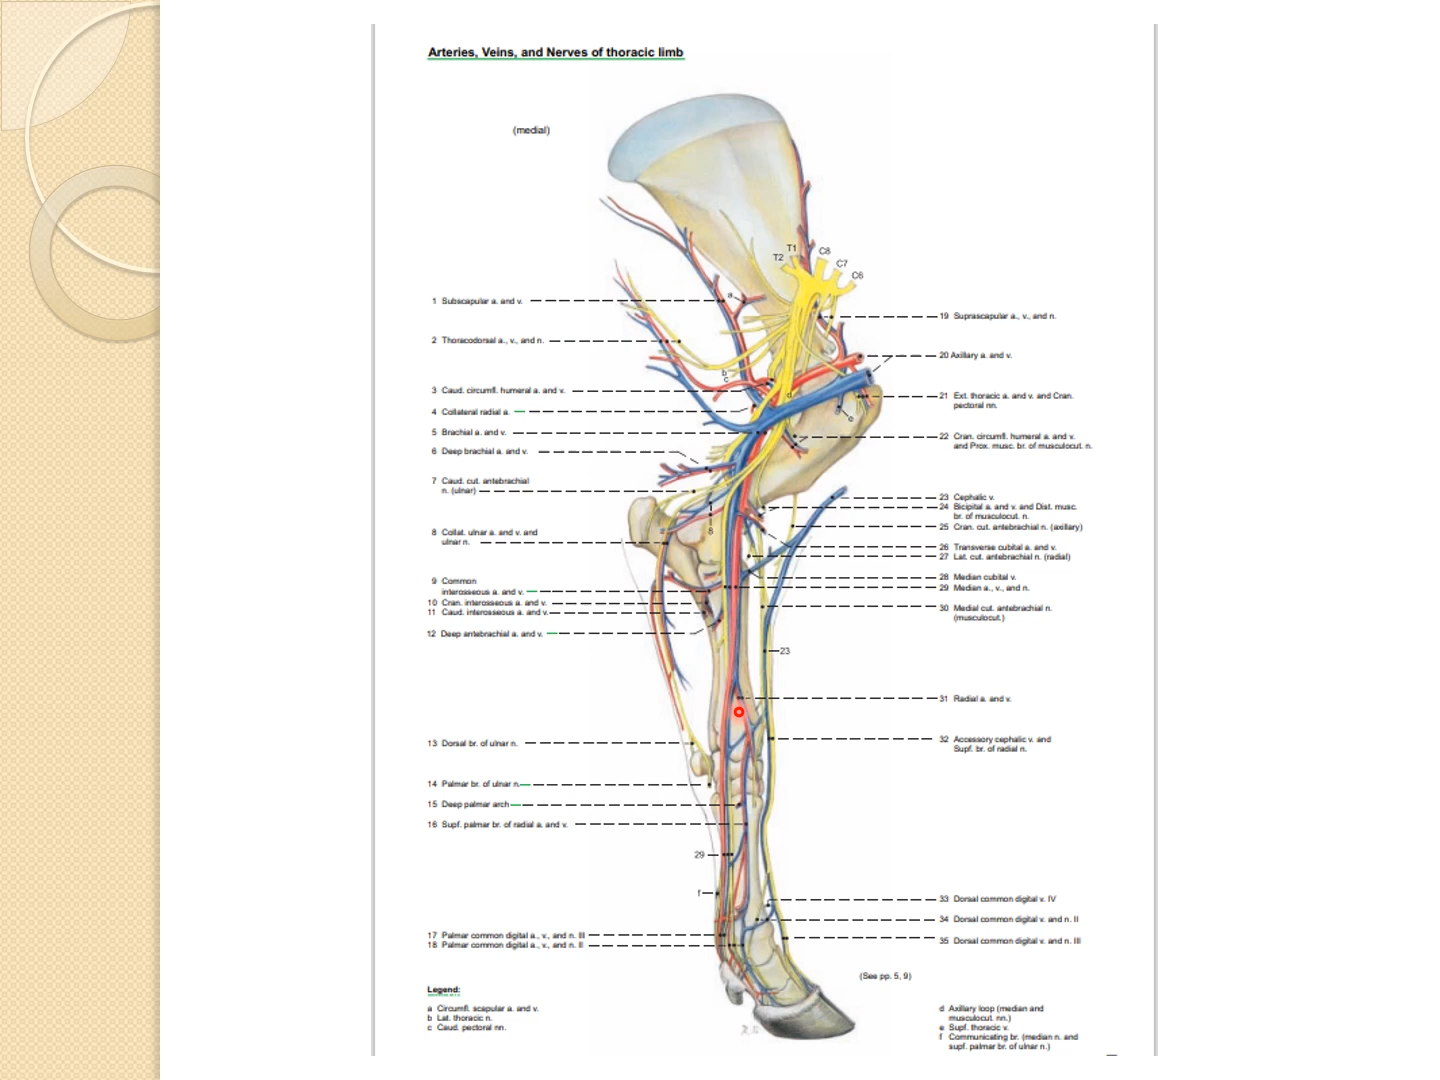 Arteries, Veins, and Nerves of thoracic limb
(medial)
T1
C8
T2
C7
C6
a
1 Subscapular a. and v.
19 Suprascapular a., v., and n.
2 Thoracodorsal a., v., and n.
20 Axillary a. and v.
b
c
3 Caud. circumfl. humeral a. and v.
d
21 Ext. thoracic a. and v. and Cran.
pectoral nn.
4 Collateral radial a.
e
5 Brachial a. and v.
22 Cran. circumfl. humeral a. and v.
and Prox. musc. br. of musculocut. n.
6 Deep brachial a. and v.
7 Caud. cut. antebrachial
n. (ulnar)
23 Cephalic v.
24 Bicipital a. and v. and Dist. musc.
br. of musculocut. n.
25 Cran. cut. antebrachial n. (axillary)
8
8 Collat. ulnar a. and v. and
ulnar n.
26 Transverse cubital a. and v.
27 Lat. cut. antebrachial n. (radial)
9 Common
interosseous a. and v.
28 Median cubital v.
29 Median a., v., and n.
10 Cran. interosseous a. and v.
11 Caud. interosseous a. and v.
30 Medial cut. antebrachial n.
(musculocut.)
12 Deep antebrachial a. and v.
23
31 Radial a. and v.
13 Dorsal br. of ulnar n.
32 Accessory cephalic v. and
Supf. br. of radial n.
14 Palmar br. of ulnar n.
15 Deep palmar arch
16 Supf. palmar br. of radial a. and v.
29
f
33 Dorsal common digital v. IV
34 Dorsal common digital v. and n. II
17 Palmar common digital a., v., and n. III
18 Palmar common digital a., v., and n. II
35 Dorsal common digital v. and n. III
(See pp. 5, 9)
Legend:
a Circumfl. scapular a. and v.
b Lat. thoracic n.
c Caud. pectoral nn.
d Axillary loop (median and
musculocut. nn.)
e Supf. thoracic v.
f Communicating br. (median n. and
supf. palmar br. of ulnar n.)